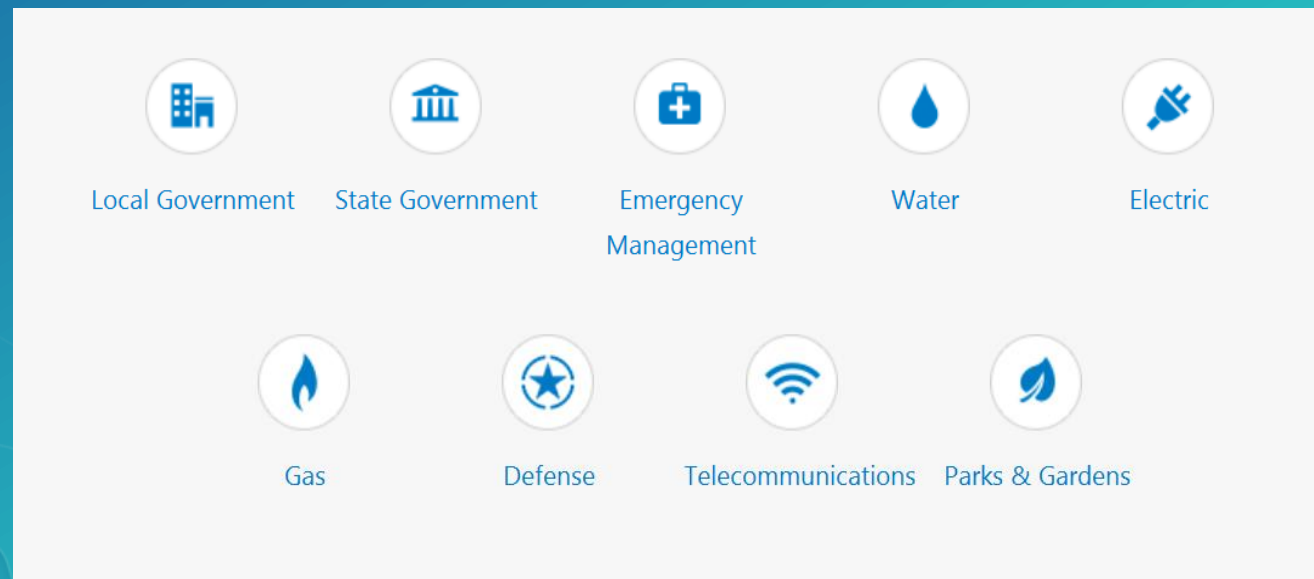 Local Government
State Government
Emergency
Management
Water
Electric
Gas
Defense
Telecommunications
Parks & Gardens